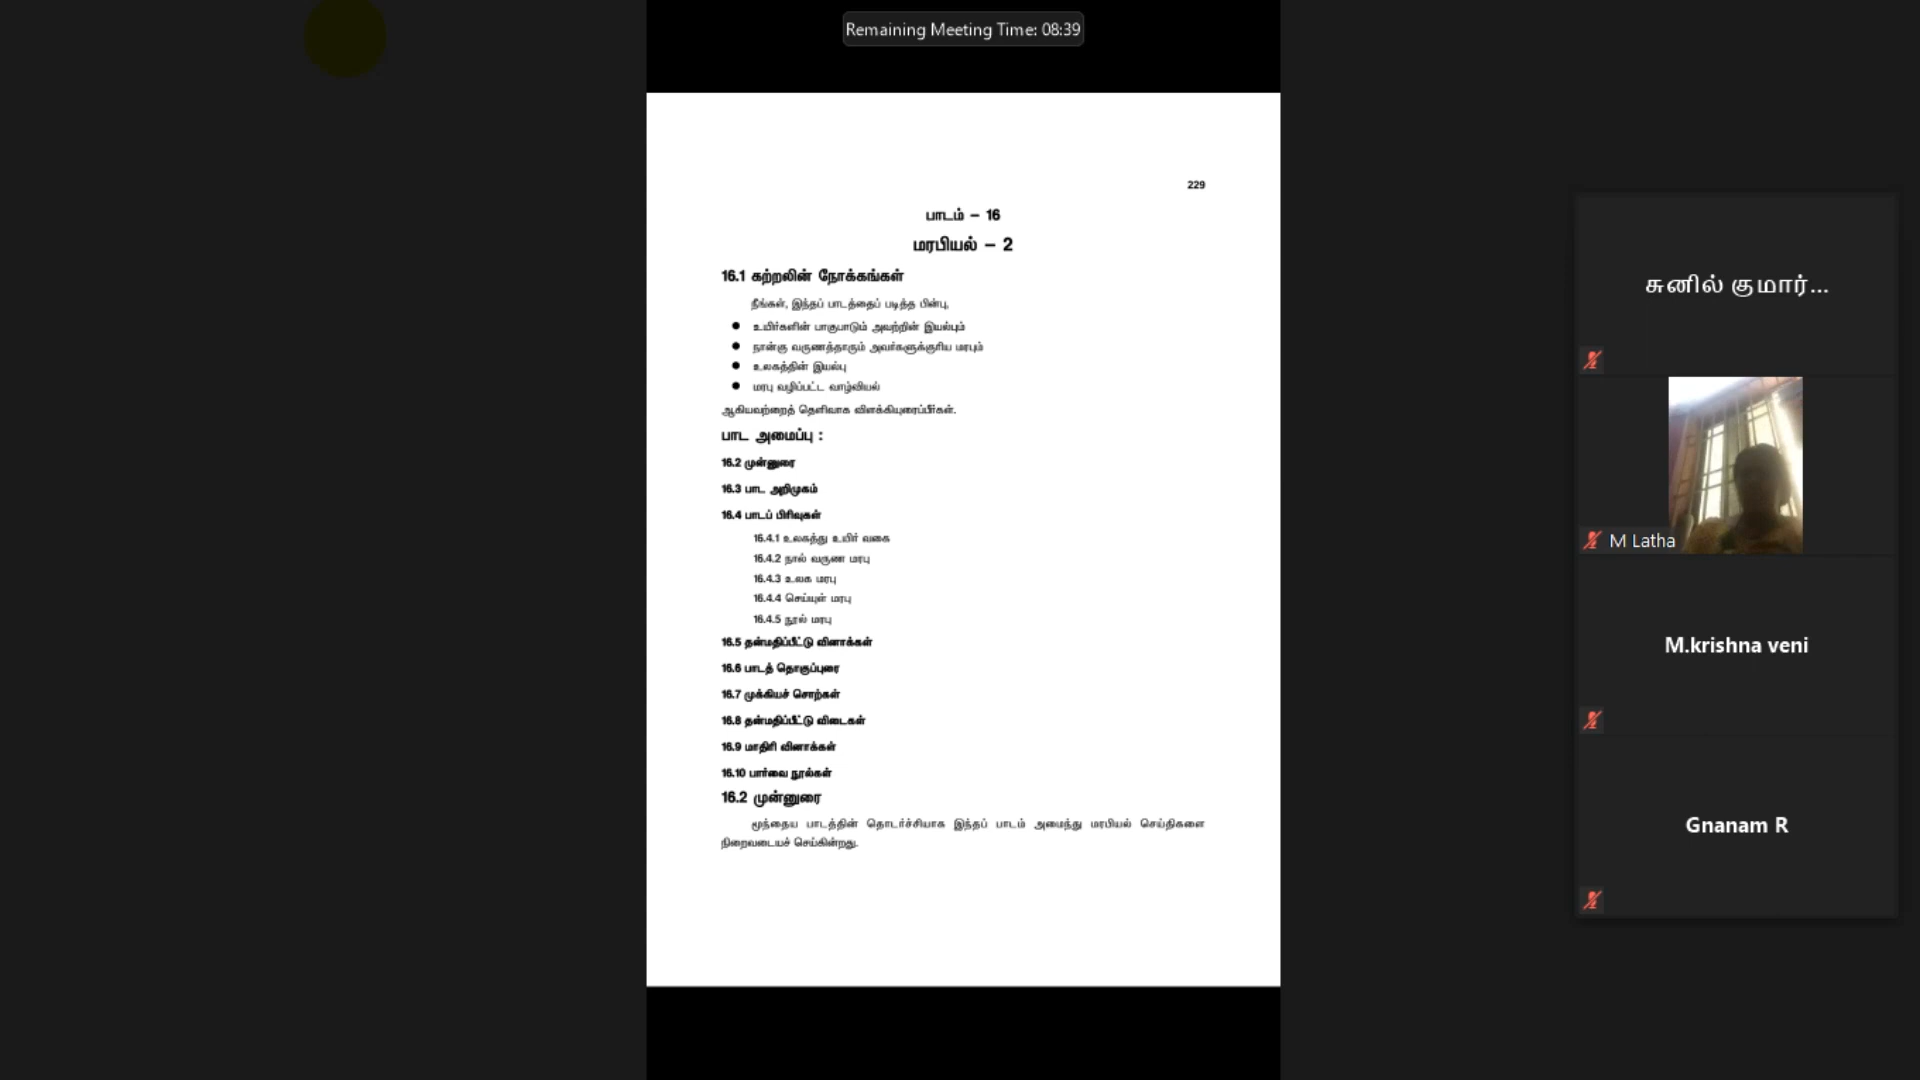 Remaining Meeting Time: 08:39
229
பாடம் – 16
மரபியல் – 2
16.1 கற்றலின் நோக்கங்கள்
நீங்கள், இந்தப் பாடத்தைப் படித்த பின்பு,
● உயிர்களின் பாகுபாடும் அவற்றின் இயல்பும்
● நான்கு வருணத்தாரும் அவர்களுக்குரிய மரபும்
● உலகத்தின் இயல்பு
● மரபு வழிப்பட்ட வாழ்வியல்
ஆகியவற்றைத் தெளிவாக விளக்கியுரைப்பீர்கள்.
பாட அமைப்பு :
16.2 முன்னுரை
16.3 பாட அறிமுகம்
16.4 பாடப் பிரிவுகள்
16.4.1 உலகத்து உயிர் வகை
16.4.2 நால் வருண மரபு
16.4.3 உலக மரபு
16.4.4 செய்யுள் மரபு
16.4.5 நூல் மரபு
16.5 தன்மதிப்பீட்டு வினாக்கள்
16.6 பாடத் தொகுப்புரை
16.7 முக்கியச் சொற்கள்
16.8 தன்மதிப்பீட்டு விடைகள்
16.9 மாதிரி வினாக்கள்
16.10 பார்வை நூல்கள்
16.2 முன்னுரை
மூந்தைய பாடத்தின் தொடர்ச்சியாக இந்தப் பாடம் அமைந்து மரபியல் செய்திகளை
நிறைவடையச் செய்கின்றது.
சுனில் குமார்...
M Latha
M.krishna veni
Gnanam R